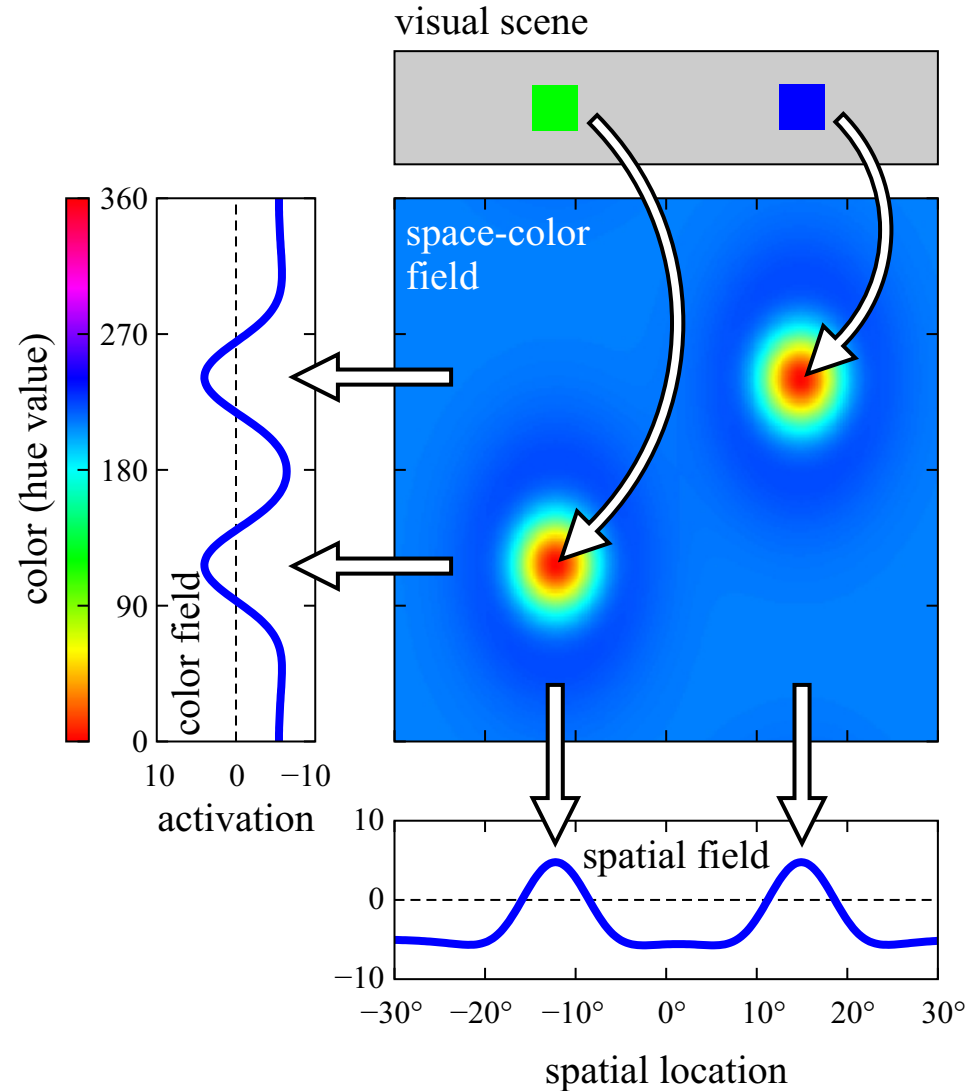 visual scene
space-color
field
360
270
180
90
0
color (hue value)
color field
10 0 −10
activation
spatial field
10
0
−10
−30° −20° −10° 0° 10° 20° 30°
spatial location